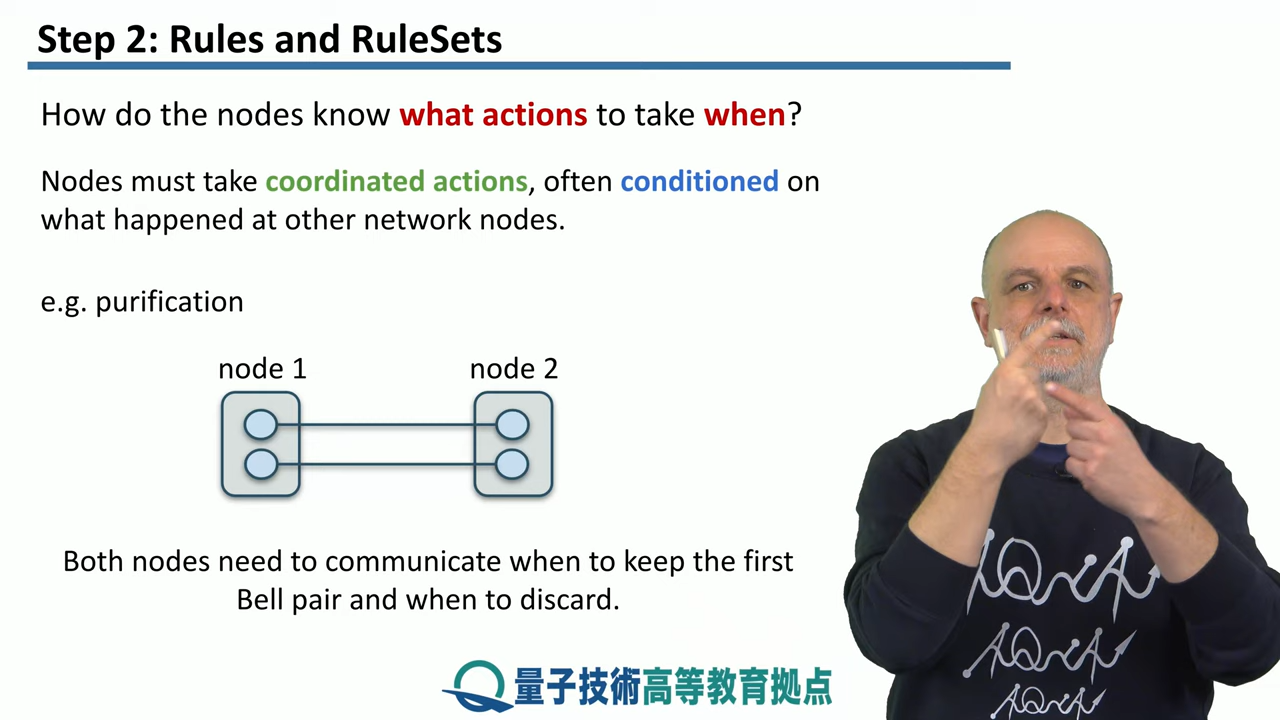 Step 2: Rules and RuleSets
How do the nodes know what actions to take when?
Nodes must take coordinated actions, often conditioned on
what happened at other network nodes.
e.g. purification
node 1 node 2
Both nodes need to communicate when to keep the first
Bell pair and when to discard.
量子技術高等教育拠点